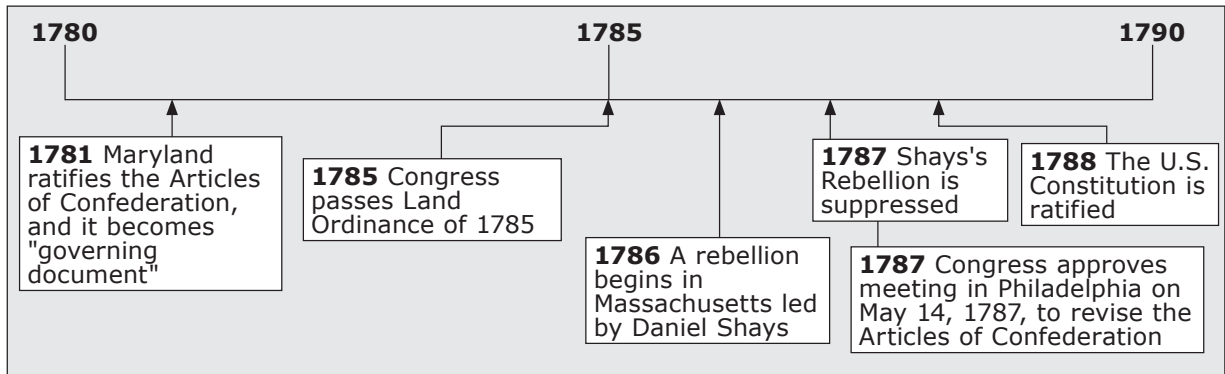 1780
1785
1790
1781 Maryland
ratifies the Articles
of Confederation,
and it becomes
"governing
document"
1785 Congress
passes Land
Ordinance of 1785
1786 A rebellion
begins in
Massachusetts led
by Daniel Shays
1787 Shays's
Rebellion is
suppressed
1787 Congress approves
meeting in Philadelphia on
May 14, 1787, to revise the
Articles of Confederation
1788 The U.S.
Constitution is
ratified